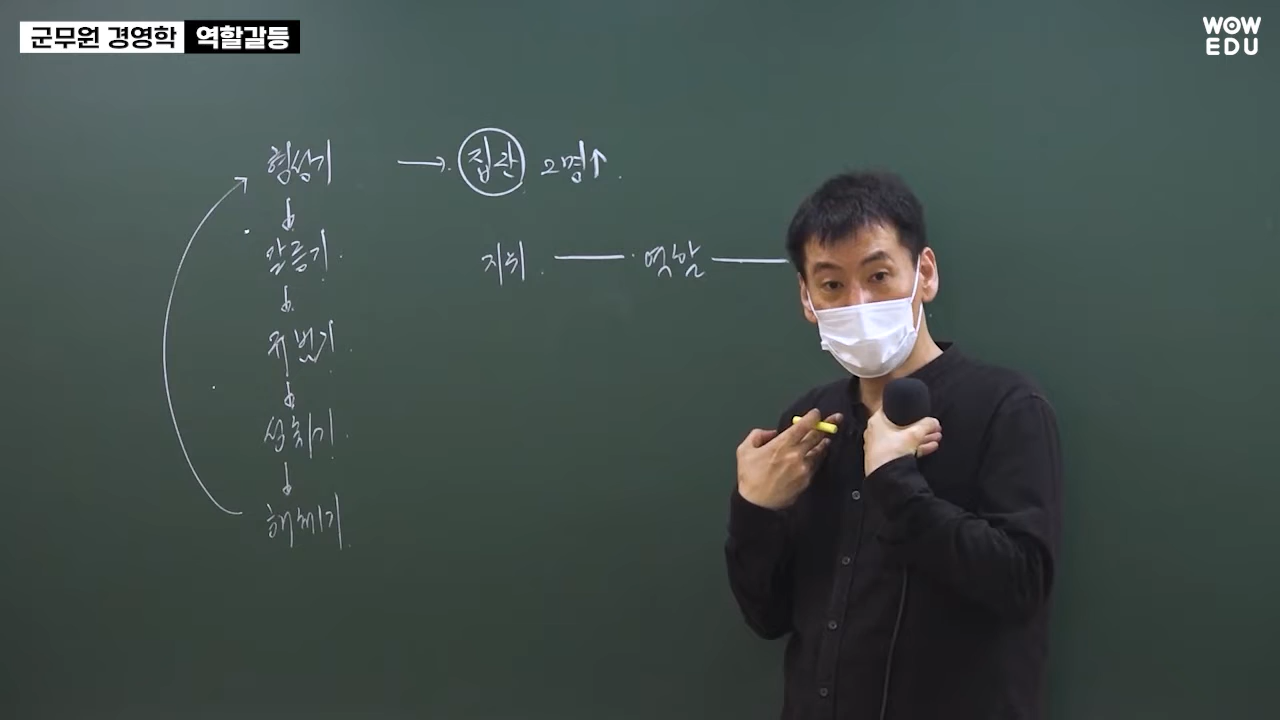 군무원 경영학 역할갈등
WOW
EDU
형성기 → 집단 2명↑
↓
갈등기
↓
규범기
↓
성취기
↓
해체기
지위 — 역할 —